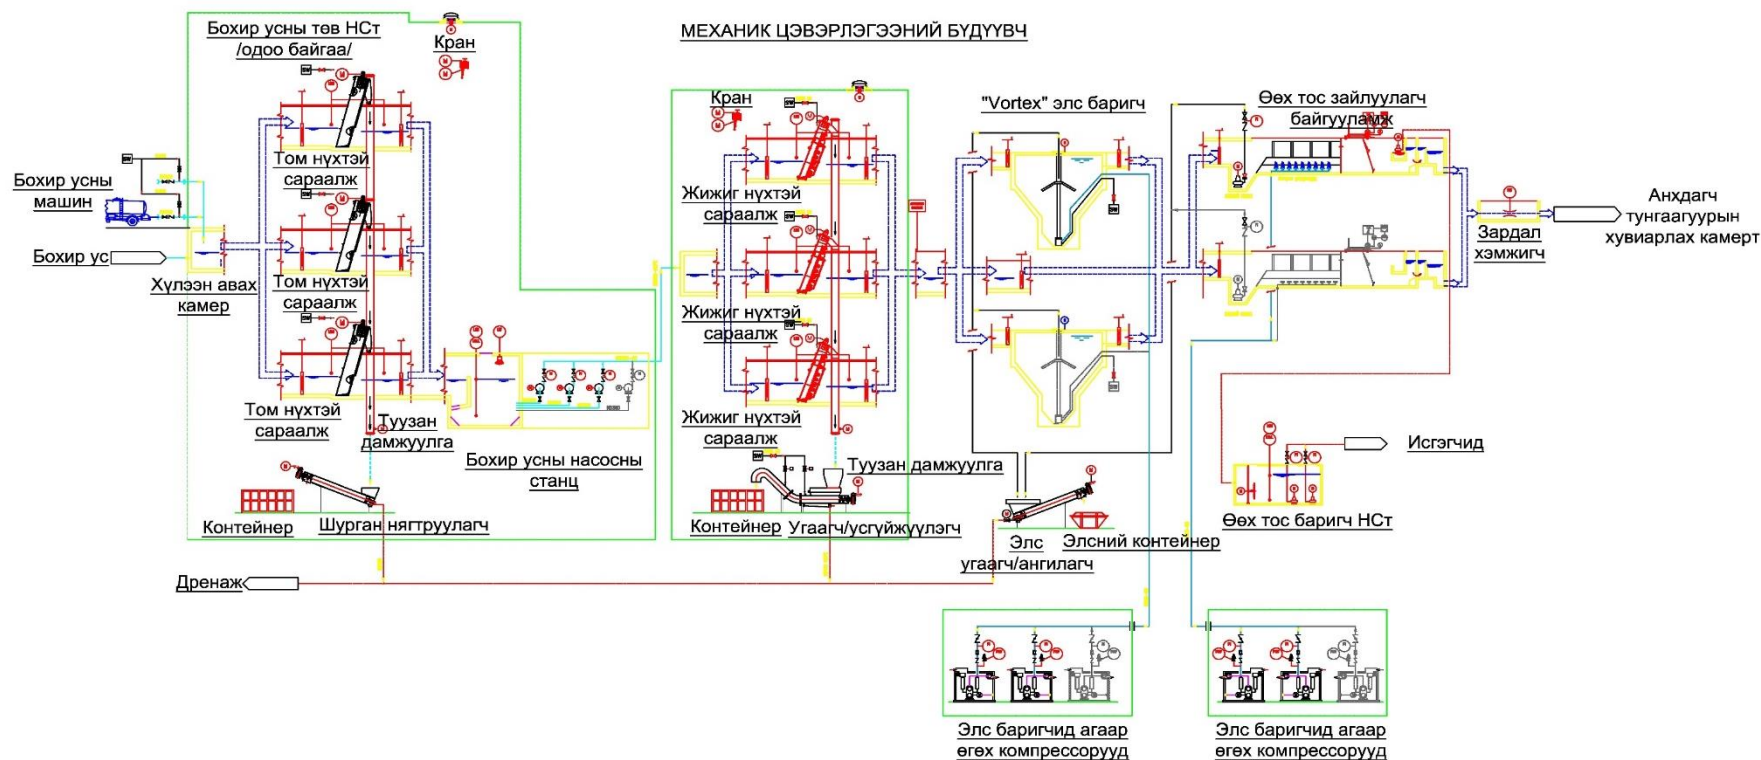 МЕХАНИК ЦЭВЭРЛЭГЭЭНИЙ БҮДҮҮВЧ
Бохир усны төв НСт
/одоо байгаа/
Кран
Том нүхтэй
сараалж
Том нүхтэй
сараалж
Том нүхтэй
сараалж
Бохир усны
машин
Бохир ус
Хүлээн авах
камер
Туузан
дамжуулга
Бохир усны насосны
станц
Контейнер
Шурган нягтруулагч
Дренаж
Кран
Жижиг нүхтэй
сараалж
Жижиг нүхтэй
сараалж
Жижиг нүхтэй
сараалж
Туузан дамжуулга
Контейнер
Угаагч/усгүйжүүлэгч
"Vortex" элс баригч
Элс
угаагч/ангилагч
Элсний контейнер
Өөх тос зайлуулагч
байгууламж
Зардал
хэмжигч
Анхдагч
тунгаагуурын
хувиарлах камерт
Исгэгчид
Өөх тос баригч НСт
Элс баригчид агаар
өгөх компрессорууд
Элс баригчид агаар
өгөх компрессорууд